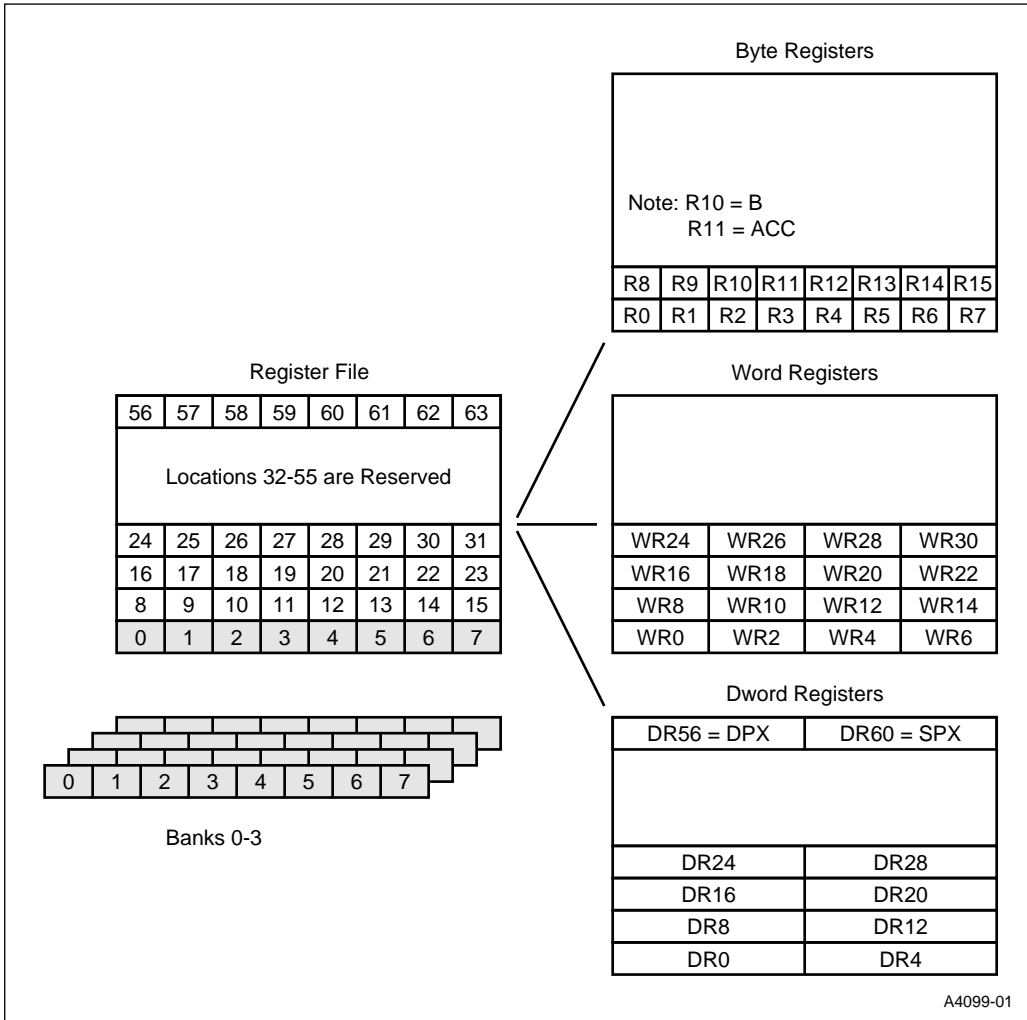 Byte Registers
Note: R10 = B
R11 = ACC
R8 R9 R10 R11 R12 R13 R14 R15
R0 R1 R2 R3 R4 R5 R6 R7
Register File
56 57 58 59 60 61 62 63
Locations 32-55 are Reserved
24 25 26 27 28 29 30 31
16 17 18 19 20 21 22 23
8 9 10 11 12 13 14 15
0 1 2 3 4 5 6 7
0 1 2 3 4 5 6 7
Banks 0-3
Word Registers
WR24 WR26 WR28 WR30
WR16 WR18 WR20 WR22
WR8 WR10 WR12 WR14
WR0 WR2 WR4 WR6
Dword Registers
DR56 = DPX DR60 = SPX
DR24 DR28
DR16 DR20
DR8 DR12
DR0 DR4
A4099-01